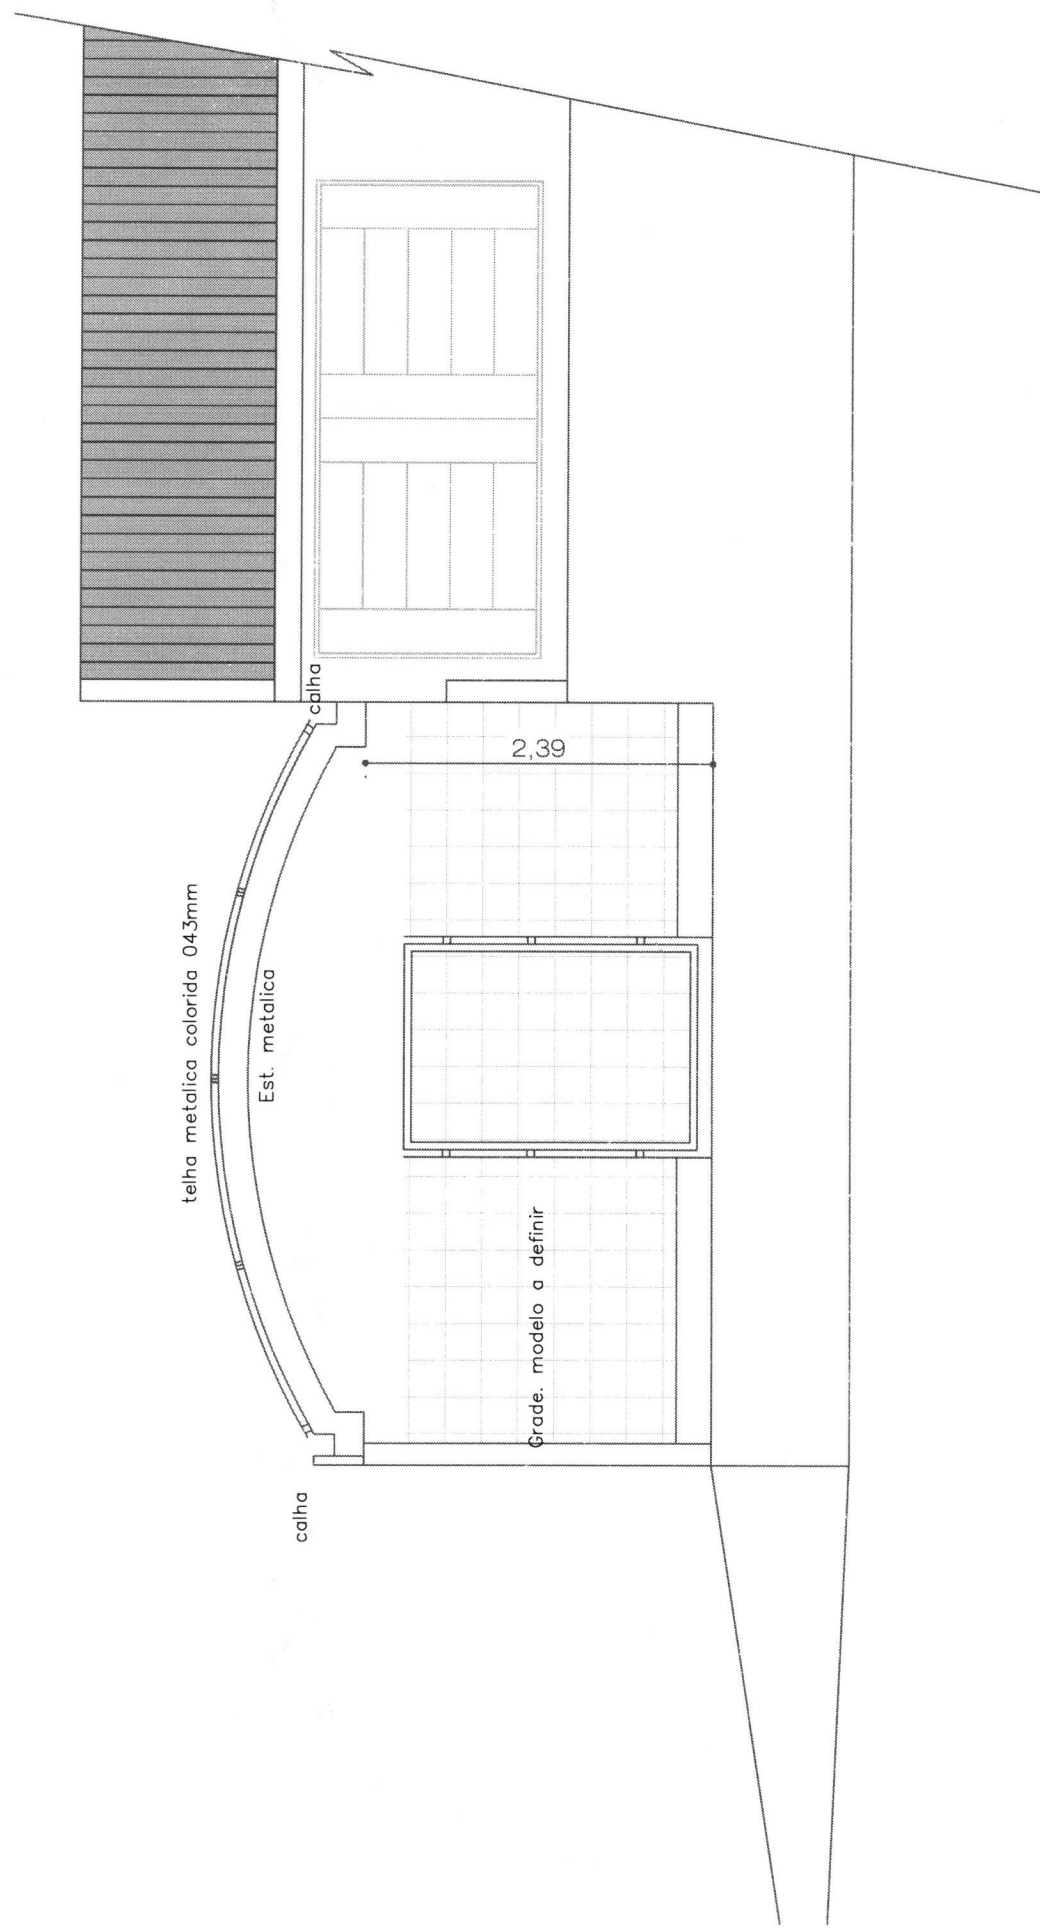 telha metalica colorida 043mm
Est. metalica
calha
calha
2,39
Grade. modelo a definir